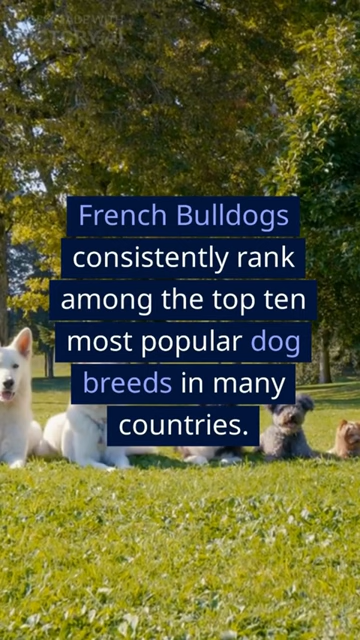 French Bulldogs
consistently rank
among the top ten
most popular dog
breeds in many
countries.